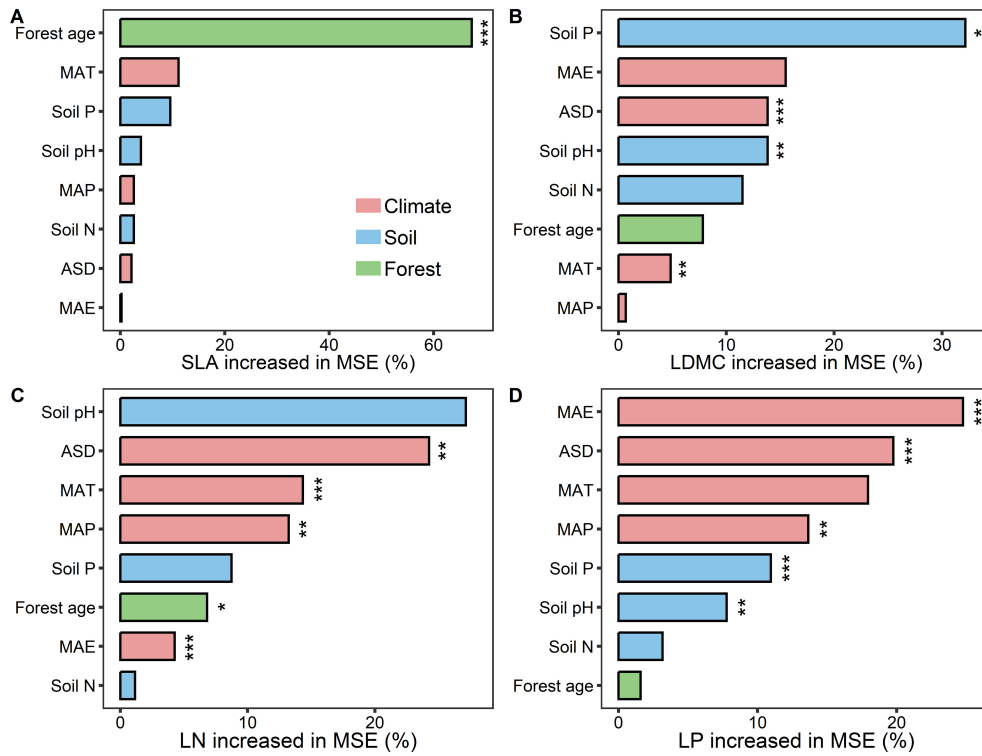 A
Forest age
***
MAT
Soil P
Soil pH
MAP
Soil N
ASD
MAE
Climate
Soil
Forest
0 20 40 60
SLA increased in MSE (%)
B
Soil P
*
MAE
ASD
***
Soil pH
**
Soil N
Forest age
MAT
**
MAP
0 10 20 30
LDMC increased in MSE (%)
C
Soil pH
ASD
**
MAT
***
MAP
**
Soil P
Forest age
*
MAE
***
Soil N
0 20
LN increased in MSE (%)
D
MAE
***
ASD
***
MAT
MAP
**
Soil P
***
Soil pH
**
Soil N
Forest age
0 10 20
LP increased in MSE (%)